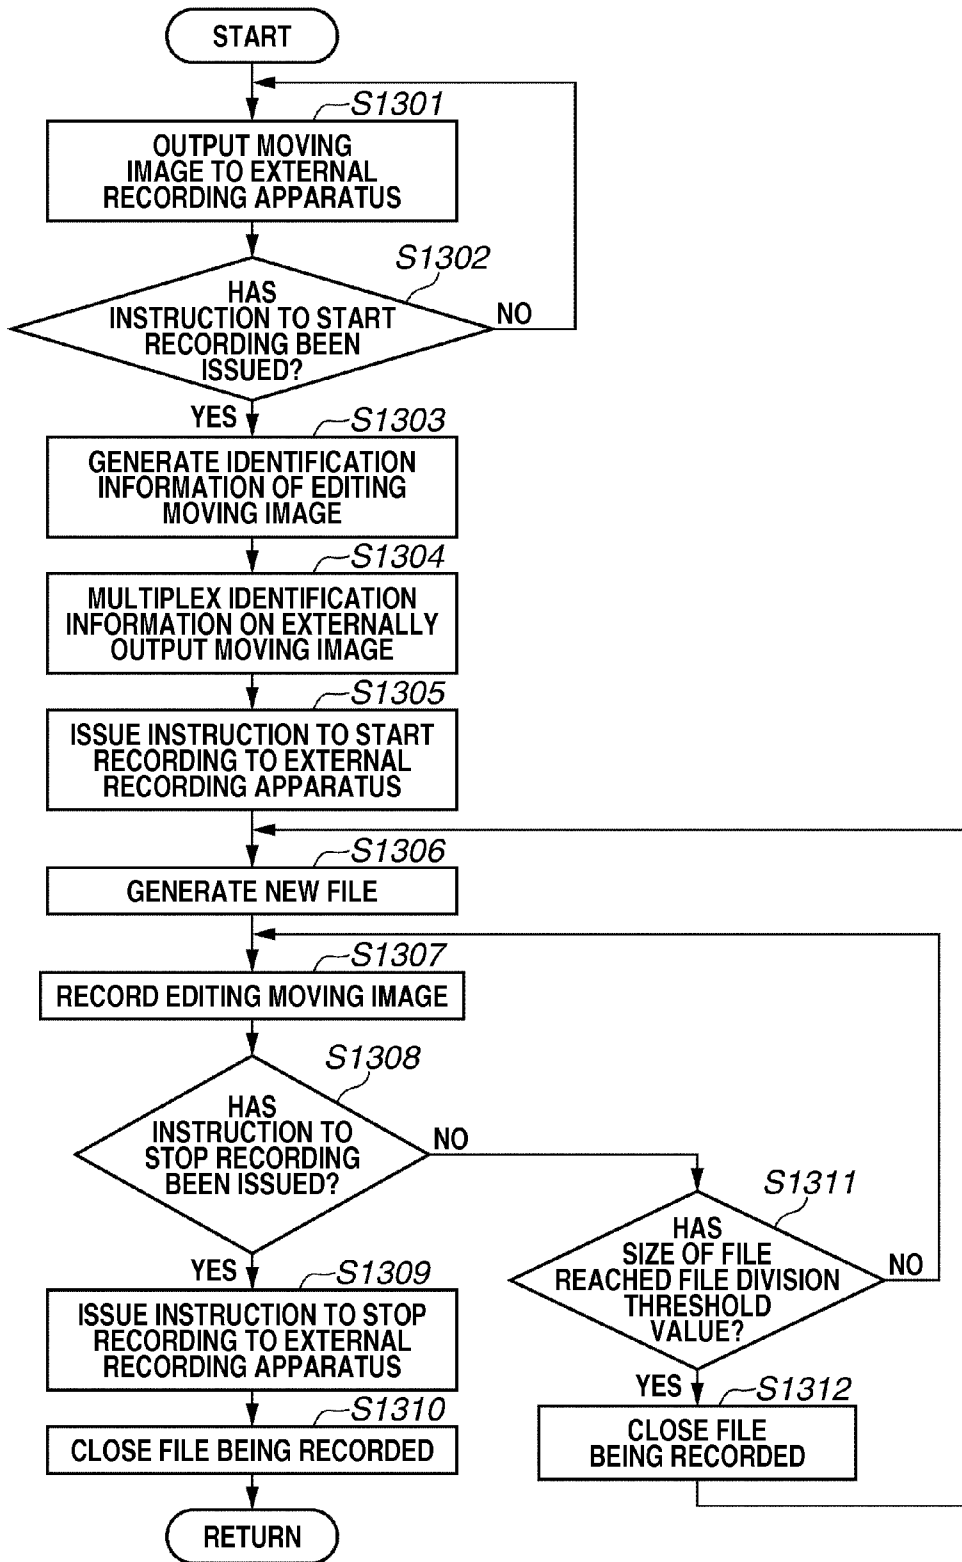 START
S1301
OUTPUT MOVING
IMAGE TO EXTERNAL
RECORDING APPARATUS
S1302
HAS
INSTRUCTION TO START
RECORDING BEEN
ISSUED?
NO
YES
S1303
GENERATE IDENTIFICATION
INFORMATION OF EDITING
MOVING IMAGE
S1304
MULTIPLEX IDENTIFICATION
INFORMATION ON EXTERNALLY
OUTPUT MOVING IMAGE
S1305
ISSUE INSTRUCTION TO START
RECORDING TO EXTERNAL
RECORDING APPARATUS
S1306
GENERATE NEW FILE
S1307
RECORD EDITING MOVING IMAGE
S1308
HAS
INSTRUCTION TO
STOP RECORDING
BEEN ISSUED?
NO
YES
S1309
ISSUE INSTRUCTION TO STOP
RECORDING TO EXTERNAL
RECORDING APPARATUS
S1310
CLOSE FILE BEING RECORDED
RETURN
S1311
HAS
SIZE OF FILE
REACHED FILE DIVISION
THRESHOLD
VALUE?
NO
YES
S1312
CLOSE FILE
BEING RECORDED